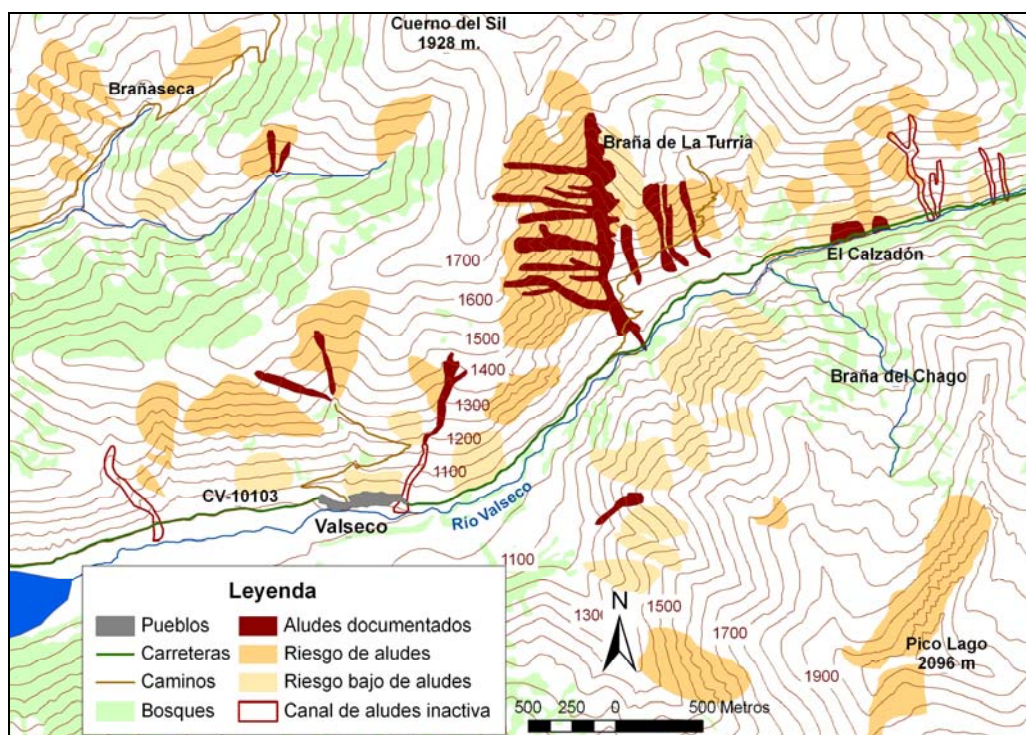 Cuerno del Sil
1928 m.
Brañaseca
Braña de La Turria
El Calzadón
1700
1600
1500
1400
1300
1200
1100
Braña del Chago
CV-10103
Valseco
Río Valseco
1100
1300
1500
1700
1900
Pico Lago
2096 m
N
Leyenda
Pueblos
Carreteras
Caminos
Bosques
Aludes documentados
Riesgo de aludes
Riesgo bajo de aludes
Canal de aludes inactiva
500 250 0 500 Metros